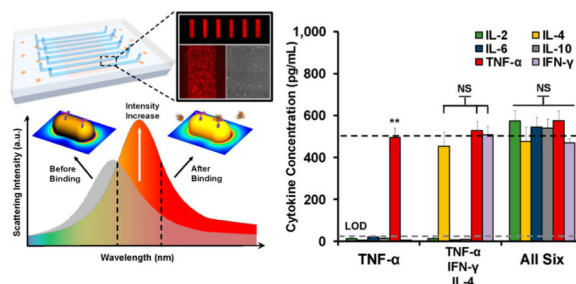 Scattering Intensity (a.u.)
Intensity
Increase
Before
Binding
After
Binding
Wavelength (nm)
Cytokine Concentration (pg/mL)
1,000
800
600
400
200
0
IL-2
IL-4
IL-6
IL-10
TNF-α
IFN-γ
**
NS
NS
LOD
TNF-α
TNF-α
IFN-γ
IL-4
All Six